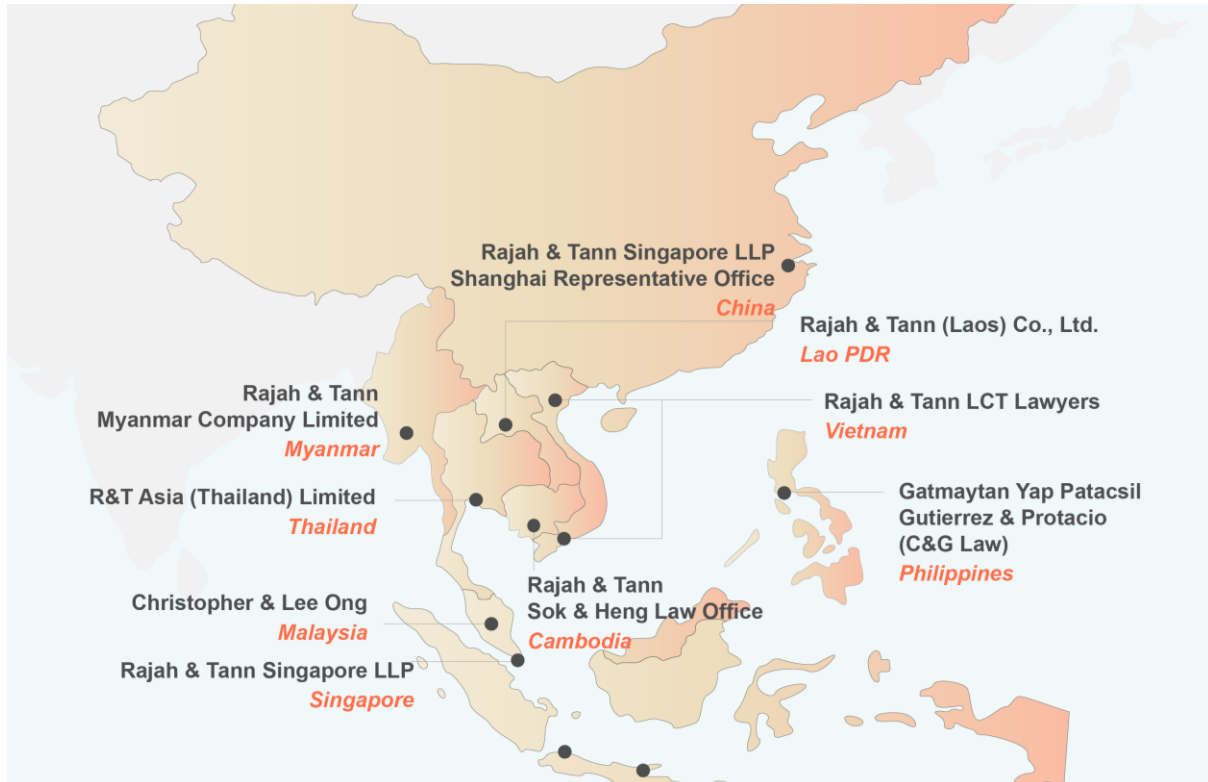 Rajah & Tann Singapore LLP
Shanghai Representative Office
China
Rajah & Tann (Laos) Co., Ltd.
Lao PDR
Rajah & Tann
Myanmar Company Limited
Myanmar
Rajah & Tann LCT Lawyers
Vietnam
R&T Asia (Thailand) Limited
Thailand
Gatmaytan Yap Patacsil
Gutierrez & Protacio
(C&G Law)
Philippines
Rajah & Tann
Sok & Heng Law Office
Cambodia
Christopher & Lee Ong
Malaysia
Rajah & Tann Singapore LLP
Singapore